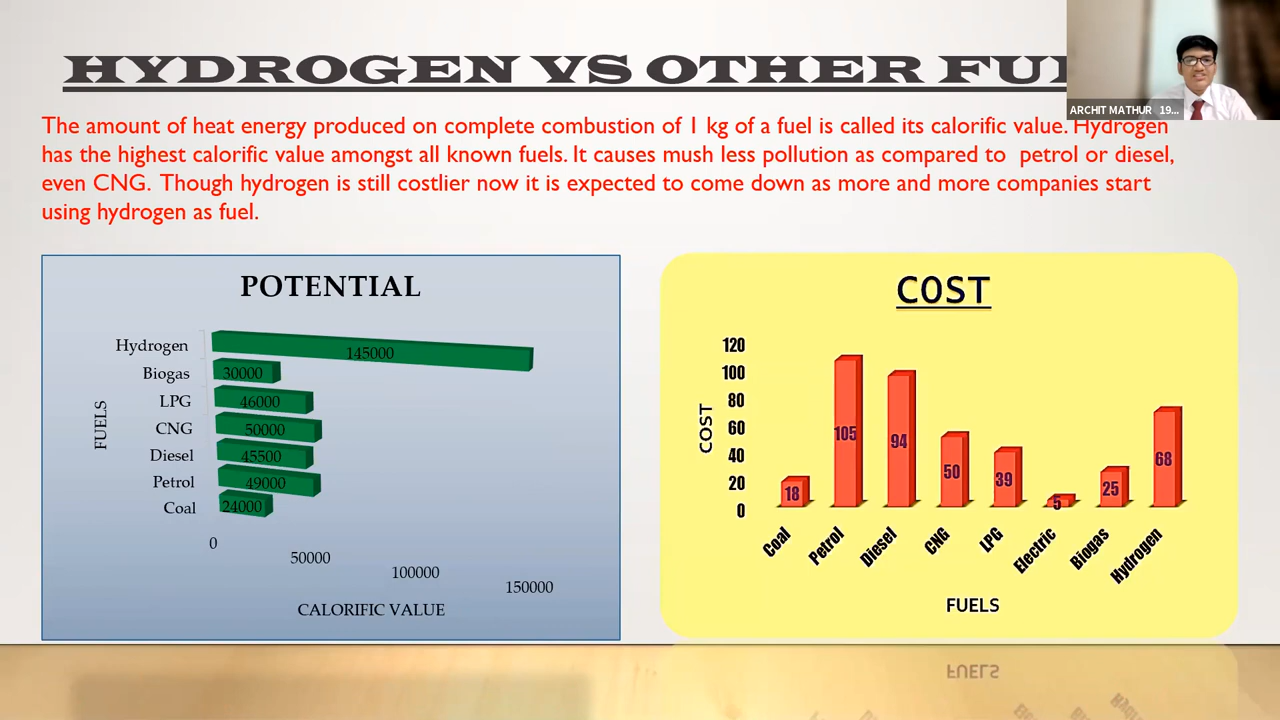 HYDROGEN VS OTHER
ARCHIT MATHUR 19...
The amount of heat energy produced on complete combustion of 1 kg of a fuel is called its calorific value. Hydrogen
has the highest calorific value amongst all known fuels. It causes mush less pollution as compared to petrol or diesel,
even CNG. Though hydrogen is still costlier now it is expected to come down as more and more companies start
using hydrogen as fuel.
POTENTIAL
FUELS
Hydrogen 145000
Biogas 30000
LPG 46000
CNG 50000
Diesel 45500
Petrol 49000
Coal 24000
0 50000 100000 150000
CALORIFIC VALUE
COST
COST
120
100
80
60
40
20
0
18 105 94 50 39 5 25 68
Coal Petrol Diesel CNG LPG Electric Biogas Hydrogen
FUELS